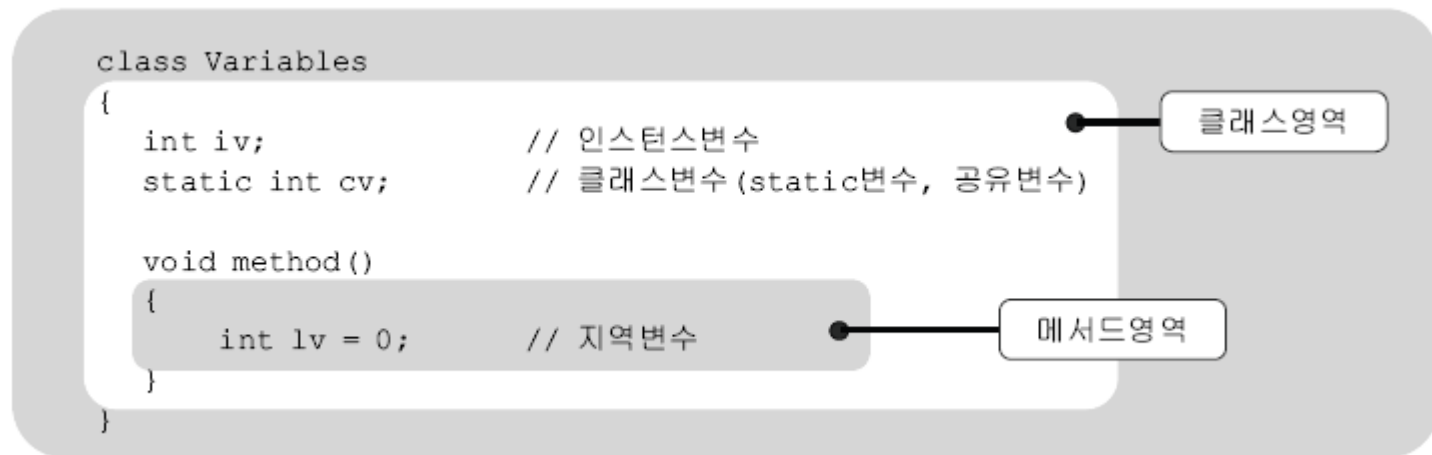 class Variables
{
클래스영역
int iv; // 인스턴스변수
static int cv; // 클래스변수(static변수, 공유변수)
void method()
{
int lv = 0; // 지역변수
메서드영역
}
}